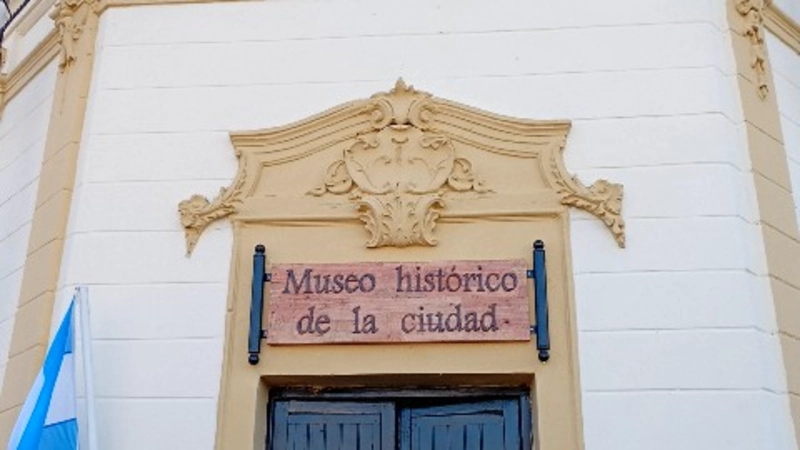 Museo histórico
de la ciudad